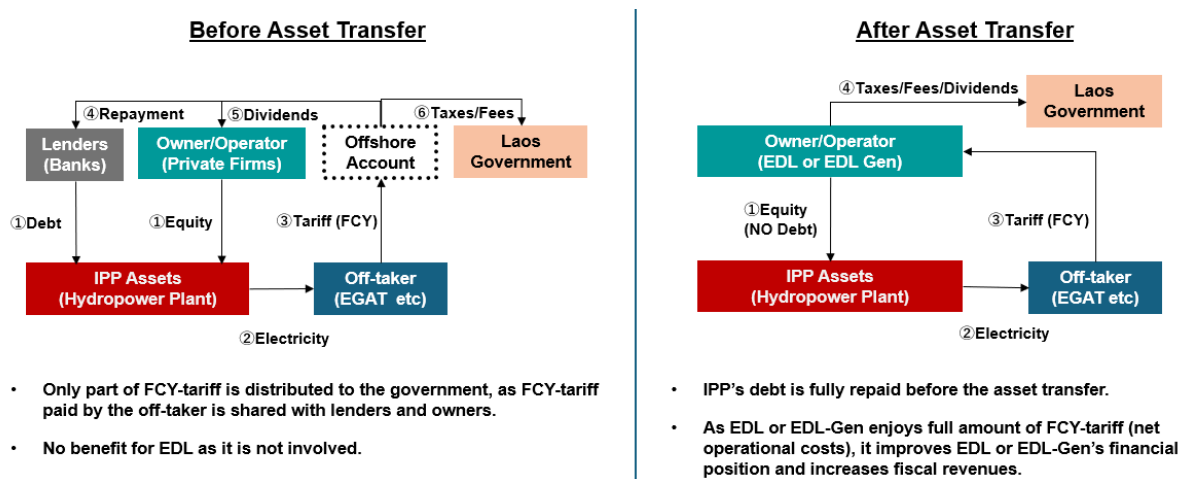 Before Asset Transfer
④Repayment
⑤Dividends
⑥Taxes/Fees
Lenders
(Banks)
Owner/Operator
(Private Firms)
Offshore
Account
Laos
Government
①Debt
①Equity
③Tariff (FCY)
IPP Assets
(Hydropower Plant)
Off-taker
(EGAT etc)
②Electricity
• Only part of FCY-tariff is distributed to the government, as FCY-tariff
paid by the off-taker is shared with lenders and owners.
• No benefit for EDL as it is not involved.
After Asset Transfer
④Taxes/Fees/Dividends
Laos
Government
Owner/Operator
(EDL or EDL Gen)
①Equity
(NO Debt)
③Tariff (FCY)
IPP Assets
(Hydropower Plant)
Off-taker
(EGAT etc)
②Electricity
• IPP's debt is fully repaid before the asset transfer.
• As EDL or EDL-Gen enjoys full amount of FCY-tariff (net
operational costs), it improves EDL or EDL-Gen's financial
position and increases fiscal revenues.